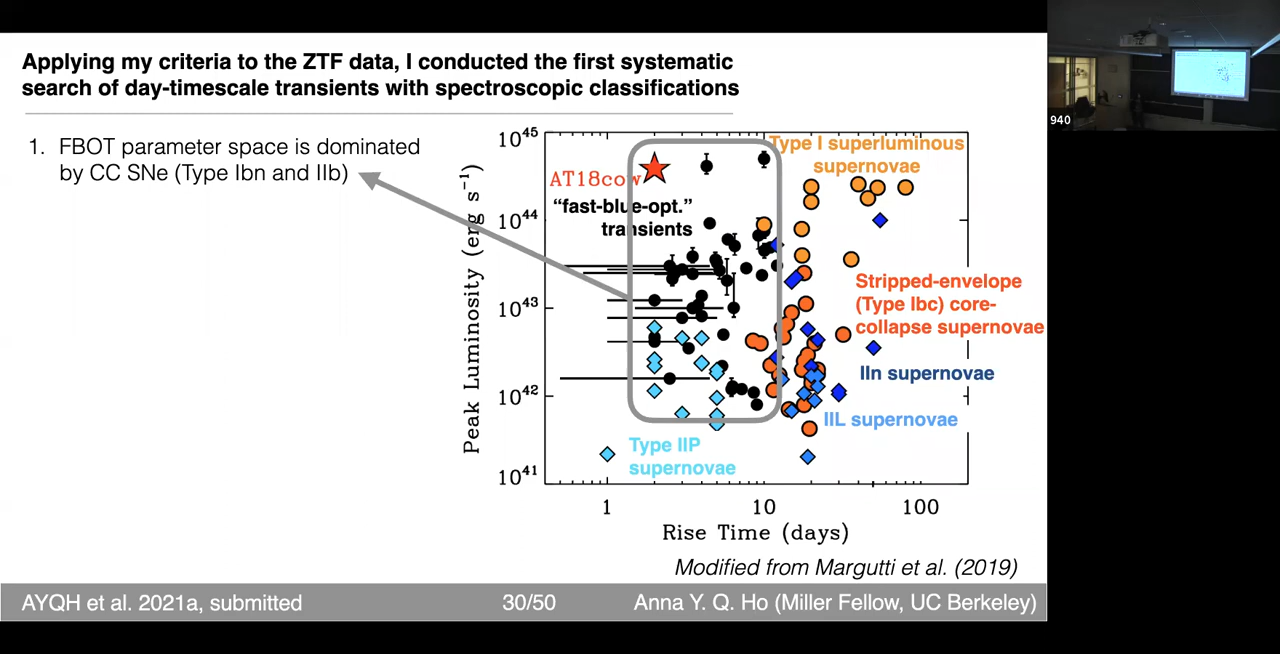 Applying my criteria to the ZTF data, I conducted the first systematic
search of day-timescale transients with spectroscopic classifications
1. FBOT parameter space is dominated
by CC SNe (Type Ibn and IIb)
Peak Luminosity (erg s⁻¹)
10⁴⁵
10⁴⁴
10⁴³
10⁴²
10⁴¹
AT18cow
"fast-blue-opt."
transients
Type I superluminous
supernovae
Stripped-envelope
(Type Ibc) core-
collapse supernovae
IIn supernovae
IIL supernovae
Type IIP
supernovae
1
10
100
Rise Time (days)
Modified from Margutti et al. (2019)
AYQH et al. 2021a, submitted
30/50
Anna Y. Q. Ho (Miller Fellow, UC Berkeley)
940